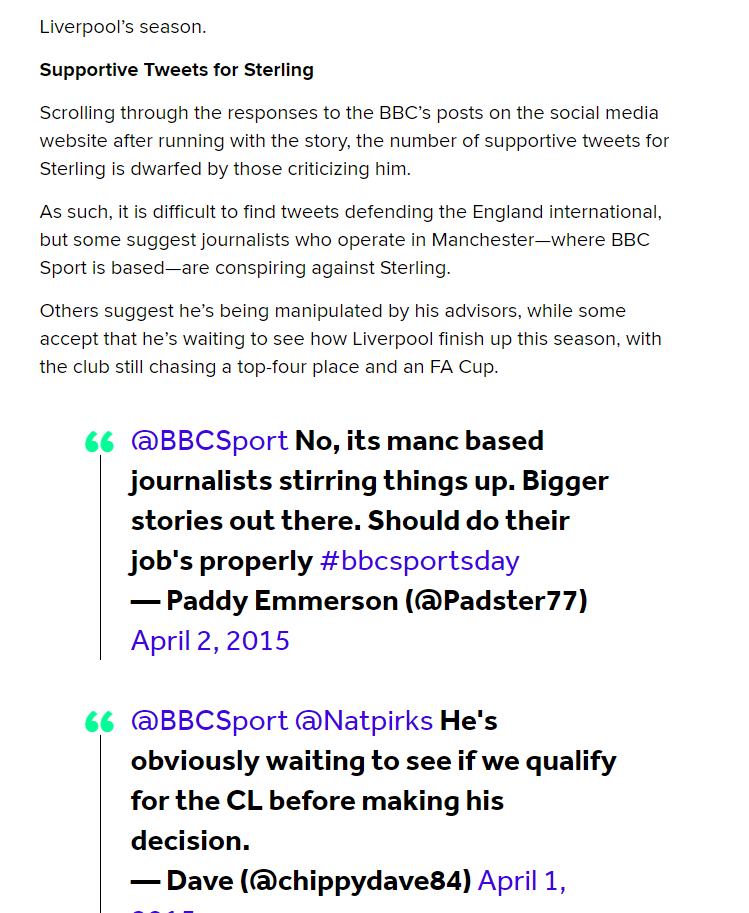 Liverpool’s season.
Supportive Tweets for Sterling
Scrolling through the responses to the BBC’s posts on the social media
website after running with the story, the number of supportive tweets for
Sterling is dwarfed by those criticizing him.
As such, it is difficult to find tweets defending the England international,
but some suggest journalists who operate in Manchester—where BBC
Sport is based—are conspiring against Sterling.
Others suggest he’s being manipulated by his advisors, while some
accept that he’s waiting to see how Liverpool finish up this season, with
the club still chasing a top-four place and an FA Cup.
“ @BBCSport No, its manc based
journalists stirring things up. Bigger
stories out there. Should do their
job's properly #bbcsportsday
— Paddy Emmerson (@Padster77)
April 2, 2015
“ @BBCSport @Natpirks He's
obviously waiting to see if we qualify
for the CL before making his
decision.
— Dave (@chippydave84) April 1,
2015